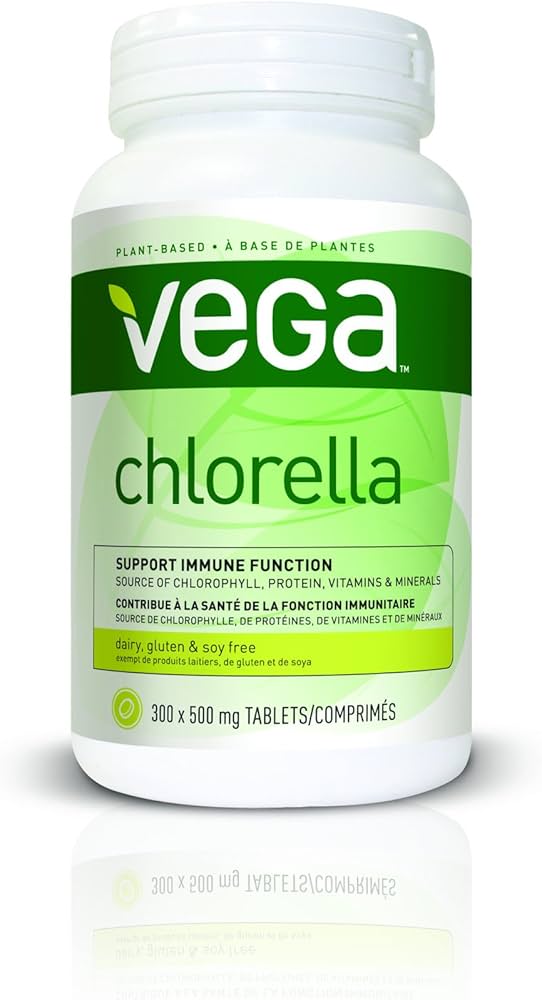 PLANT-BASED • À BASE DE PLANTES
vega™
chlorella
SUPPORT IMMUNE FUNCTION
SOURCE OF CHLOROPHYLL, PROTEIN, VITAMINS & MINERALS
CONTRIBUE À LA SANTÉ DE LA FONCTION IMMUNITAIRE
SOURCE DE CHLOROPHYLLE, DE PROTÉINES, DE VITAMINES ET DE MINÉRAUX
dairy, gluten & soy free
exempt de produits laitiers, de gluten et de soya
300 x 500 mg TABLETS/COMPRIMÉS